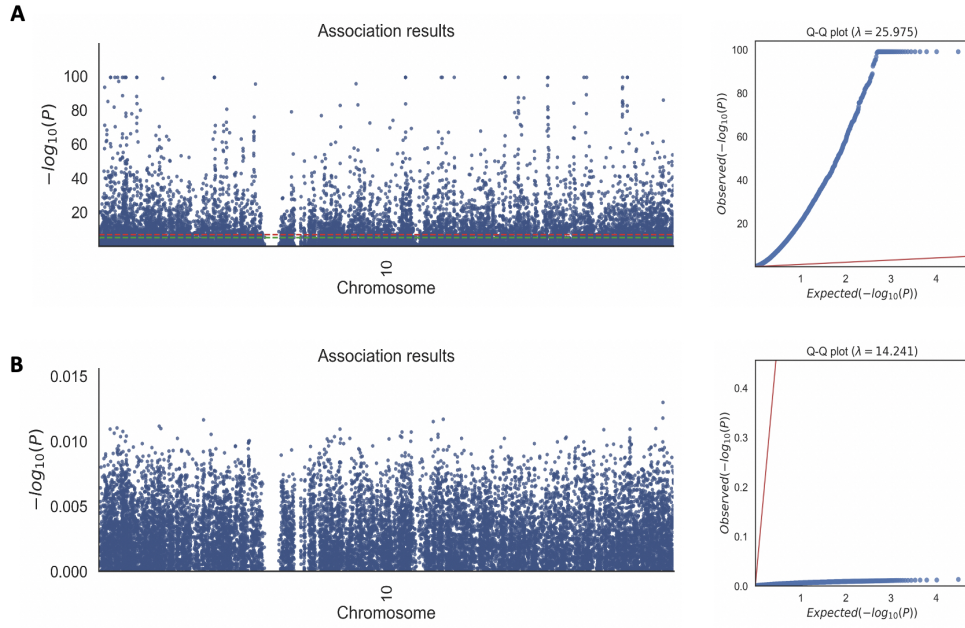 A
Association results
−log₁₀(P)
100
80
60
40
20
10
Chromosome
Q-Q plot (λ = 25.975)
Observed(−log₁₀(P))
100
80
60
40
20
1 2 3 4
Expected(−log₁₀(P))
B
Association results
−log₁₀(P)
0.015
0.010
0.005
0.000
10
Chromosome
Q-Q plot (λ = 14.241)
Observed(−log₁₀(P))
0.4
0.3
0.2
0.1
0.0
1 2 3 4
Expected(−log₁₀(P))